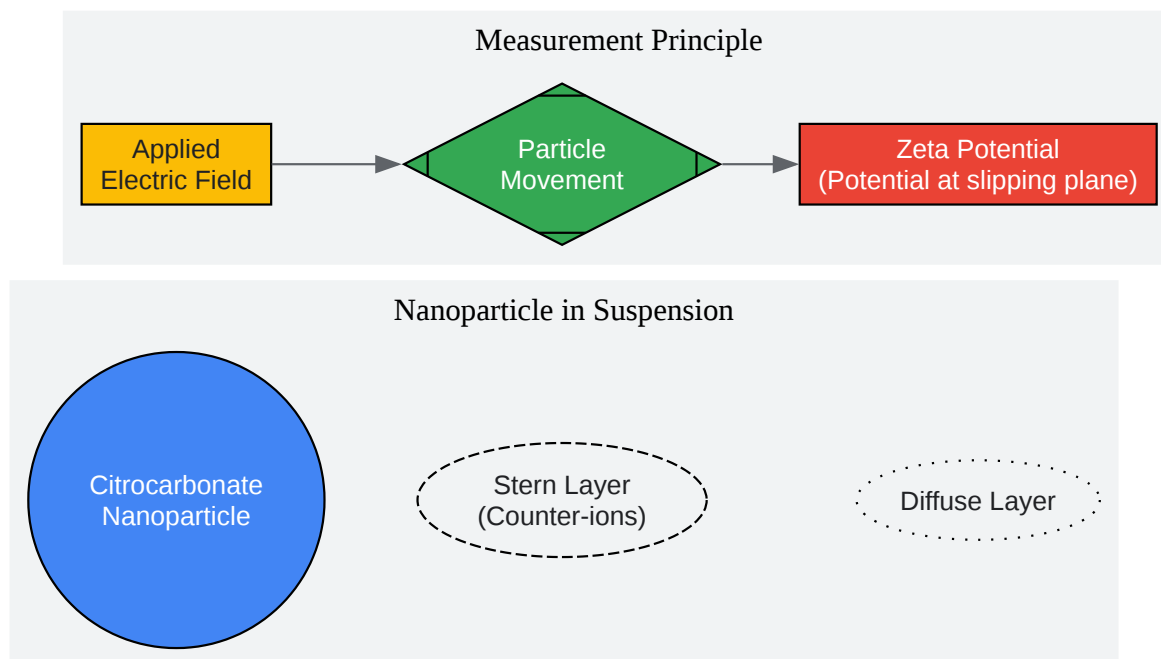 Measurement Principle
Applied
Electric Field
Particle
Movement
Zeta Potential
(Potential at slipping plane)
Nanoparticle in Suspension
Citrocarbonate
Nanoparticle
Stern Layer
(Counter-ions)
Diffuse Layer